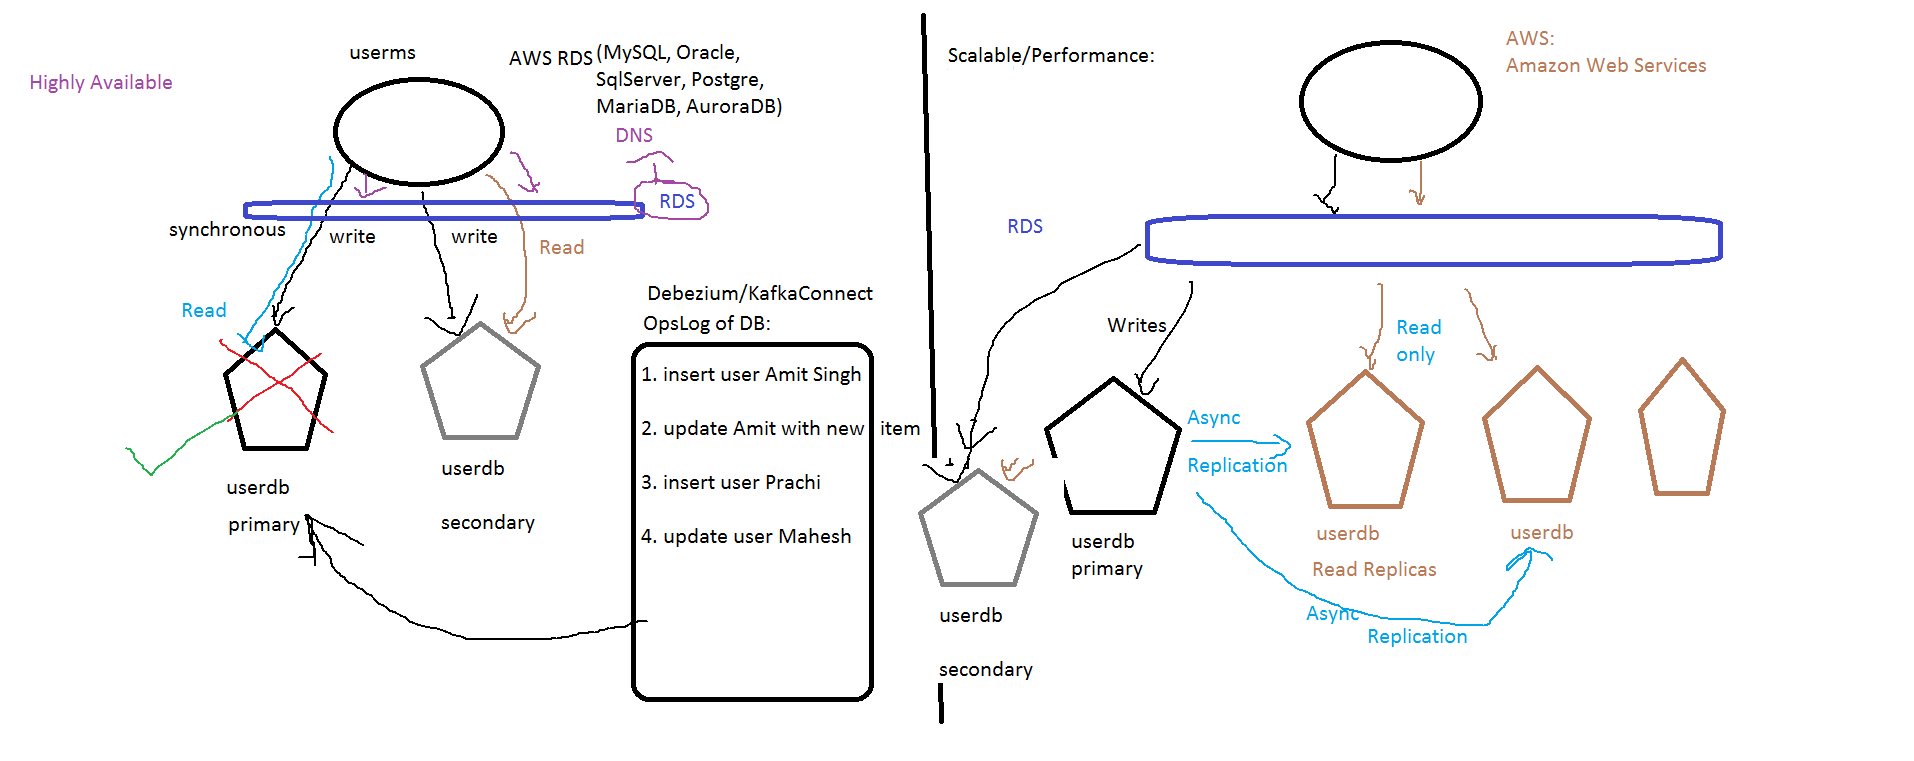 Highly Available
userms
AWS RDS
(MySQL, Oracle,
SqlServer, Postgre,
MariaDB, AuroraDB)
DNS
RDS
synchronous
write
write
Read
Read
userdb
primary
userdb
secondary
Debezium/KafkaConnect
OpsLog of DB:
1. insert user Amit Singh
2. update Amit with new item
3. insert user Prachi
4. update user Mahesh
Scalable/Performance:
AWS:
Amazon Web Services
RDS
Writes
Read
only
Async
Replication
userdb
primary
userdb
secondary
userdb
Read Replicas
userdb
Async
Replication